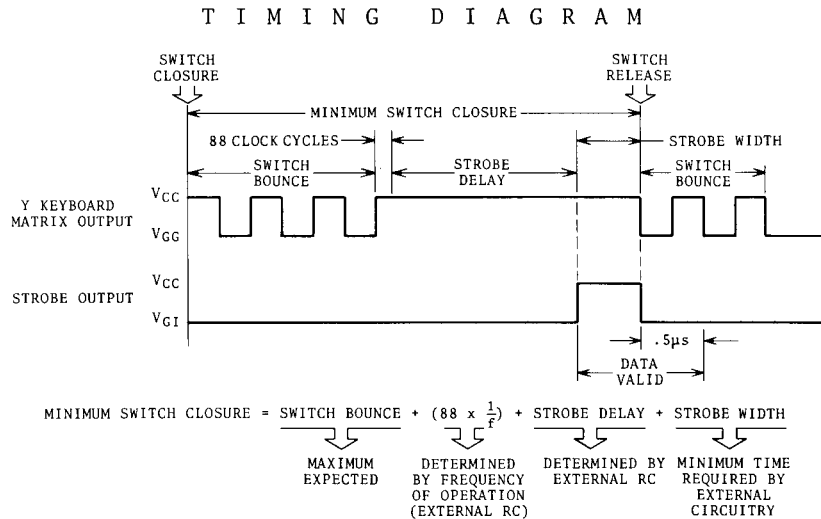 TIMING DIAGRAM
SWITCH
CLOSURE
SWITCH
RELEASE
MINIMUM SWITCH CLOSURE
88 CLOCK CYCLES
STROBE WIDTH
SWITCH
BOUNCE
STROBE
DELAY
SWITCH
BOUNCE
Y KEYBOARD
MATRIX OUTPUT
VCC
VGG
STROBE OUTPUT
VCC
VGI
.5μs
DATA
VALID
MINIMUM SWITCH CLOSURE = SWITCH BOUNCE + (88 x 1/f) + STROBE DELAY + STROBE WIDTH
MAXIMUM
EXPECTED
DETERMINED
BY FREQUENCY
OF OPERATION
(EXTERNAL RC)
DETERMINED BY
EXTERNAL RC
MINIMUM TIME
REQUIRED BY
EXTERNAL
CIRCUITRY